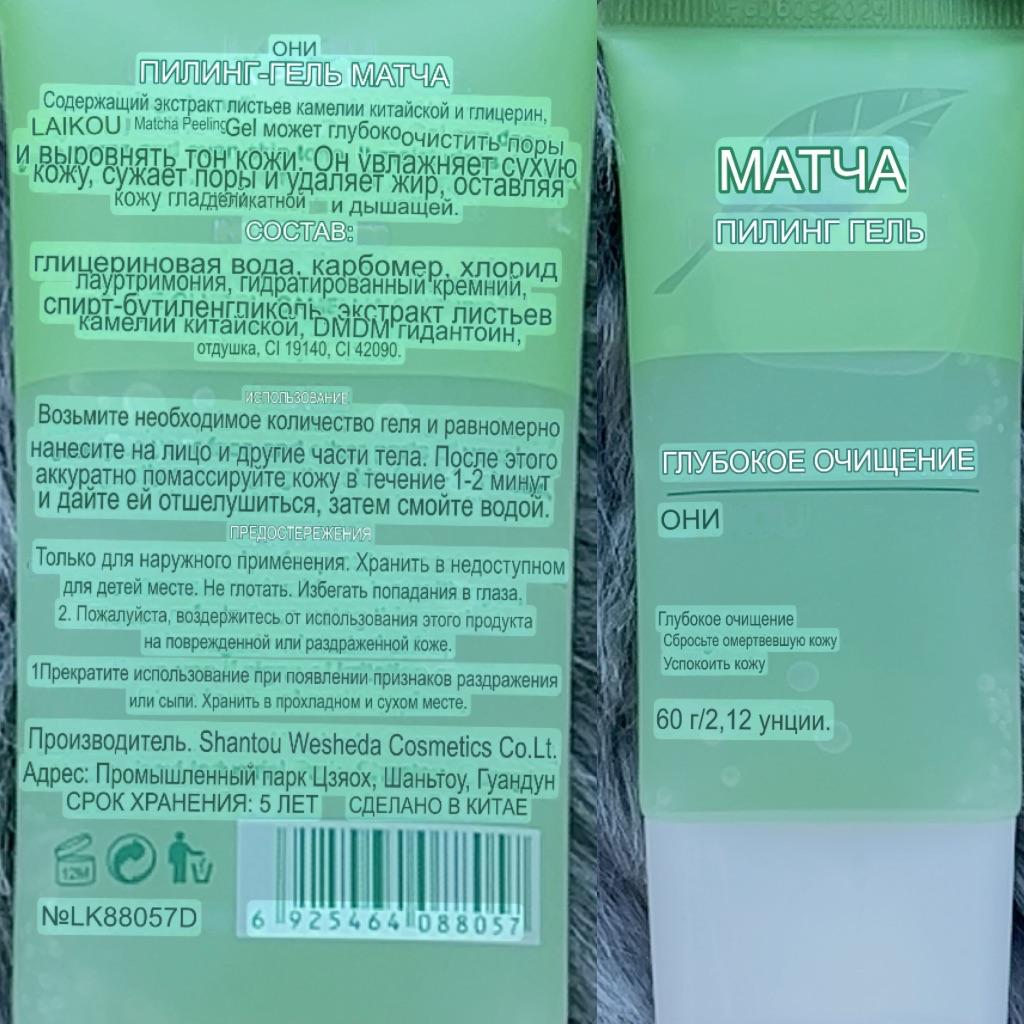 ОНИ
ПИЛИНГ-ГЕЛЬ МАТЧА
Содержащий экстракт листьев камелии китайской и глицерин,
LAIKOU Matcha Peeling Gel может глубоко очистить поры
и выровнять тон кожи. Он увлажняет сухую
кожу, сужает поры и удаляет жир, оставляя
кожу деликатной и дышащей.
СОСТАВ:
глицериновая вода, карбомер, хлорид
лауртримония, гидратированный кремний,
спирт-бутиленгликоль, экстракт листьев
камелии китайской, DMDM гидантоин,
отдушка, CI 19140, CI 42090.
ИСПОЛЬЗОВАНИЕ
Возьмите необходимое количество геля и равномерно
нанесите на лицо и другие части тела. После этого
аккуратно помассируйте кожу в течение 1-2 минут
и дайте ей отшелушиться, затем смойте водой.
ПРЕДОСТЕРЕЖЕНИЯ
Только для наружного применения. Хранить в недоступном
для детей месте. Не глотать. Избегать попадания в глаза.
2. Пожалуйста, воздержитесь от использования этого продукта
на поврежденной или раздраженной коже.
1Прекратите использование при появлении признаков раздражения
или сыпи. Хранить в прохладном и сухом месте.
Производитель. Shantou Wesheda Cosmetics Co.Lt.
Адрес: Промышленный парк Цзяох, Шаньтоу, Гуандун
СРОК ХРАНЕНИЯ: 5 ЛЕТ СДЕЛАНО В КИТАЕ
12M
№LK88057D
6 925464 088057
МАТЧА
ПИЛИНГ ГЕЛЬ
ГЛУБОКОЕ ОЧИЩЕНИЕ
ОНИ
Глубокое очищение
Сбросьте омертвевшую кожу
Успокоить кожу
60 г/2,12 унции.